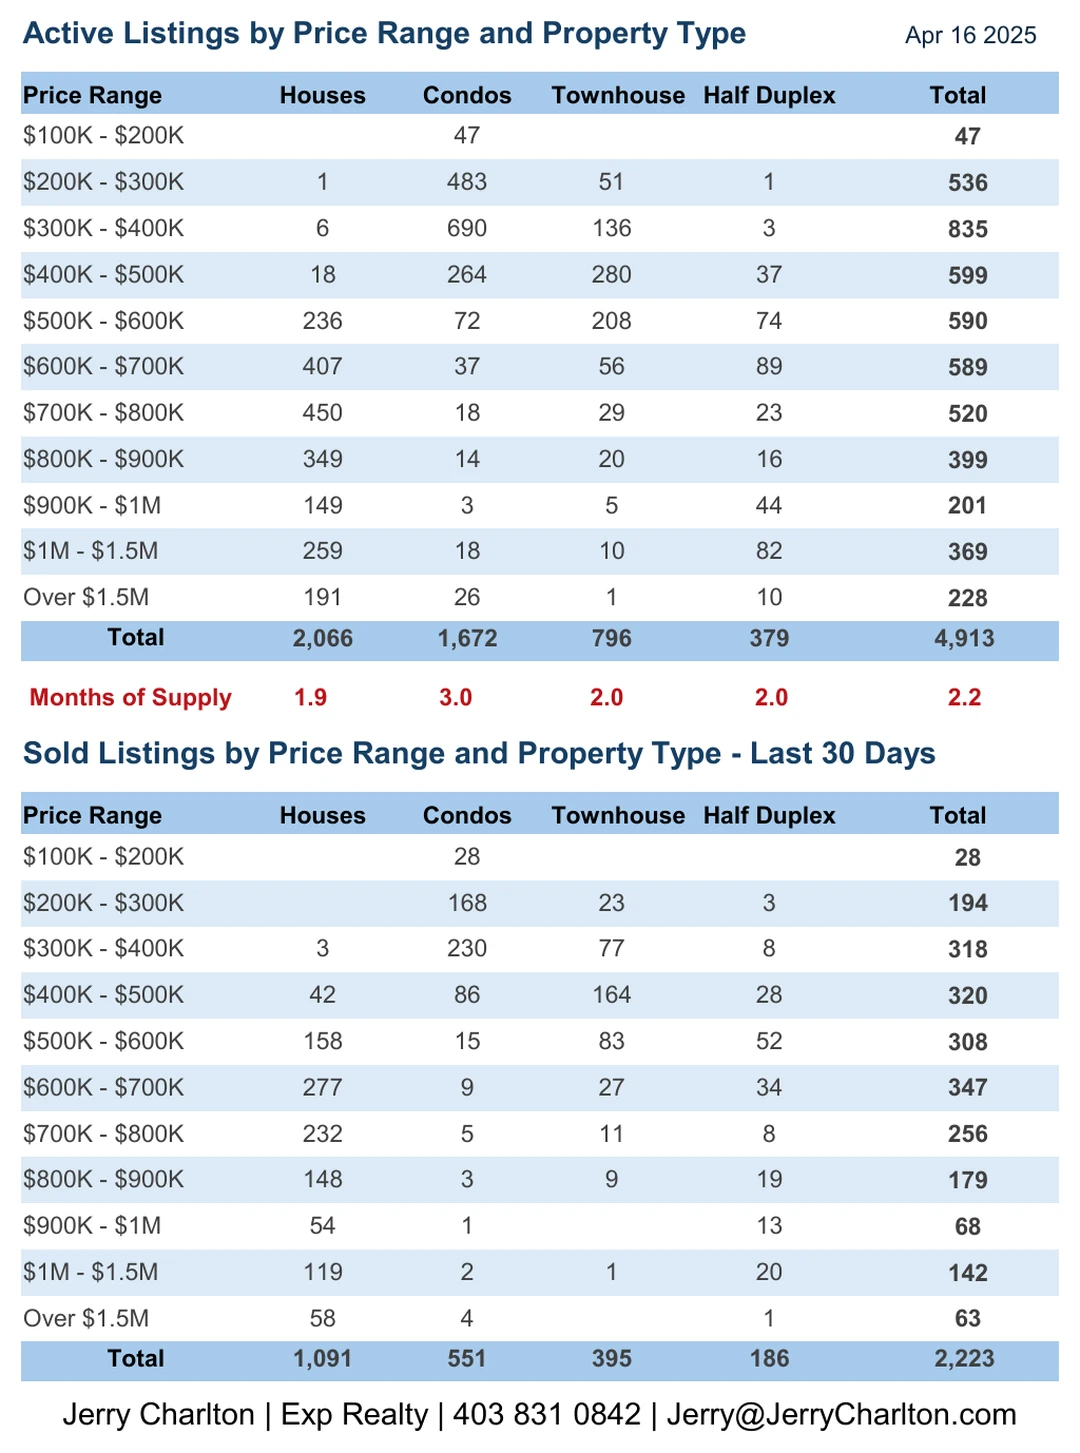 Active Listings by Price Range and Property Type Apr 16 2025
Price Range Houses Condos Townhouse Half Duplex Total
$100K - $200K 47 47
$200K - $300K 1 483 51 1 536
$300K - $400K 6 690 136 3 835
$400K - $500K 18 264 280 37 599
$500K - $600K 236 72 208 74 590
$600K - $700K 407 37 56 89 589
$700K - $800K 450 18 29 23 520
$800K - $900K 349 14 20 16 399
$900K - $1M 149 3 5 44 201
$1M - $1.5M 259 18 10 82 369
Over $1.5M 191 26 1 10 228
Total 2,066 1,672 796 379 4,913
Months of Supply 1.9 3.0 2.0 2.0 2.2
Sold Listings by Price Range and Property Type - Last 30 Days
Price Range Houses Condos Townhouse Half Duplex Total
$100K - $200K 28 28
$200K - $300K 168 23 3 194
$300K - $400K 3 230 77 8 318
$400K - $500K 42 86 164 28 320
$500K - $600K 158 15 83 52 308
$600K - $700K 277 9 27 34 347
$700K - $800K 232 5 11 8 256
$800K - $900K 148 3 9 19 179
$900K - $1M 54 1 13 68
$1M - $1.5M 119 2 1 20 142
Over $1.5M 58 4 1 63
Total 1,091 551 395 186 2,223
Jerry Charlton | Exp Realty | 403 831 0842 | Jerry@JerryCharlton.com